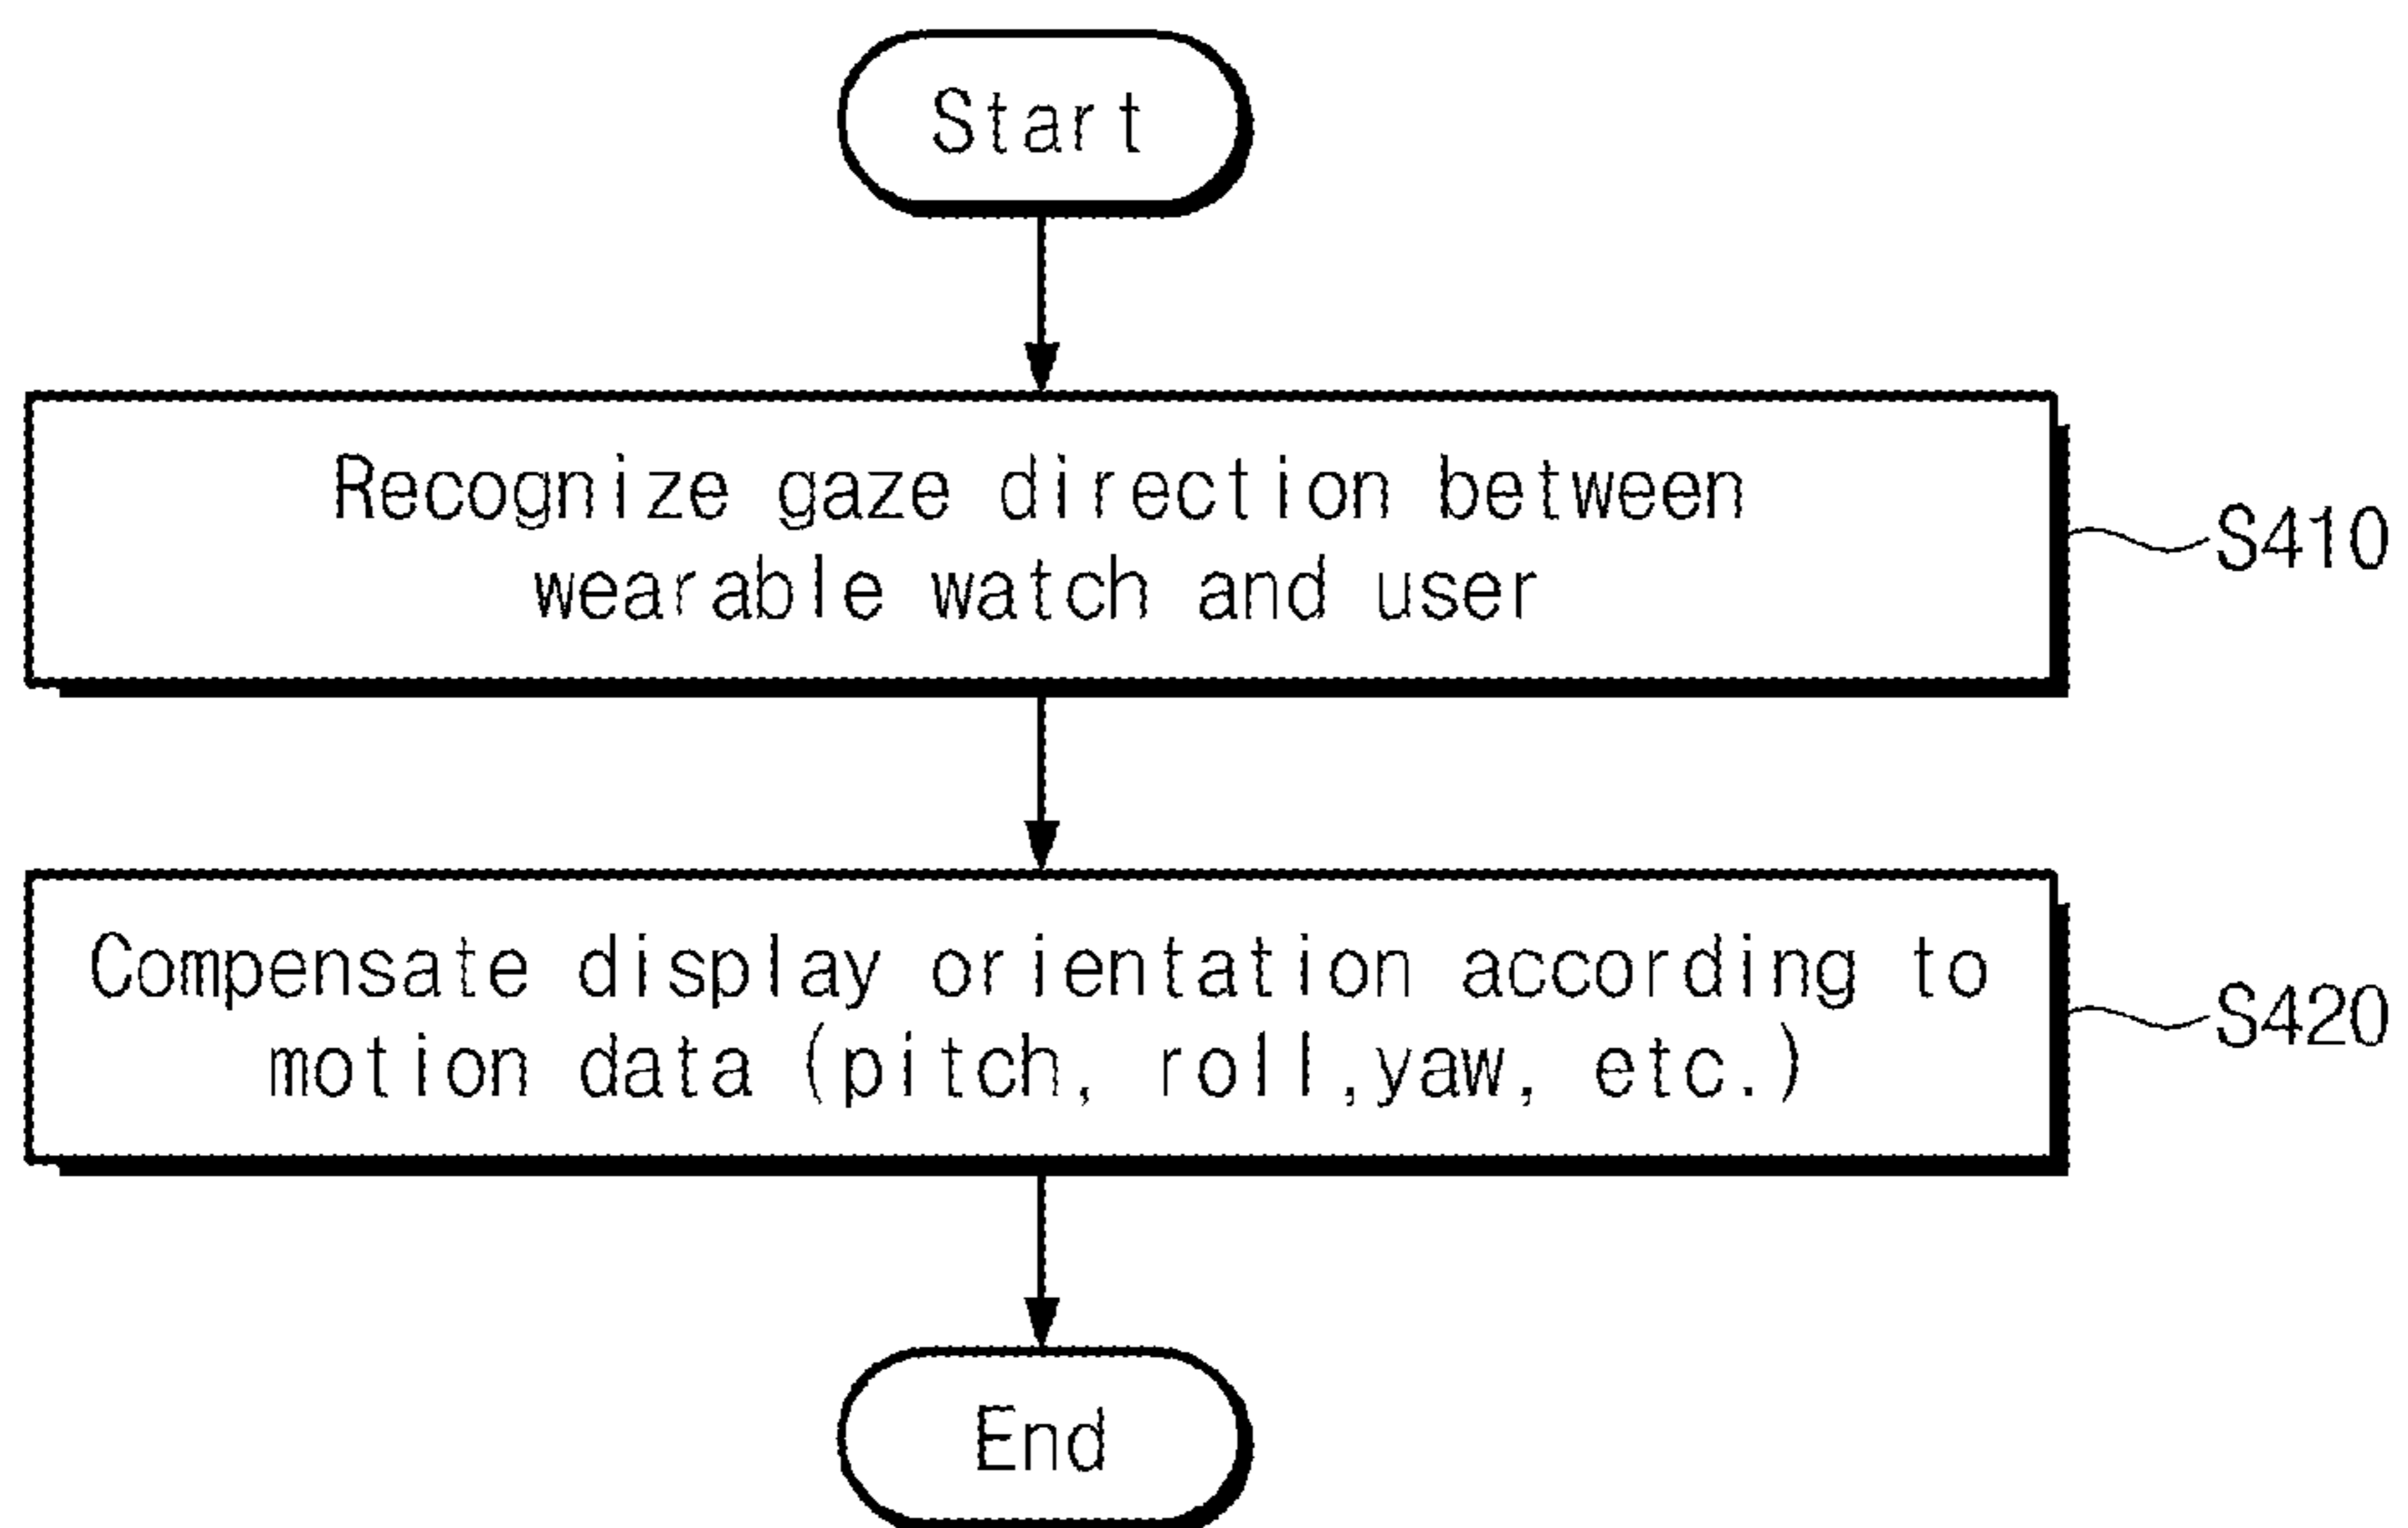 Start
Recognize gaze direction between
wearable watch and user
S410
Compensate display orientation according to
motion data (pitch, roll,yaw, etc.)
S420
End